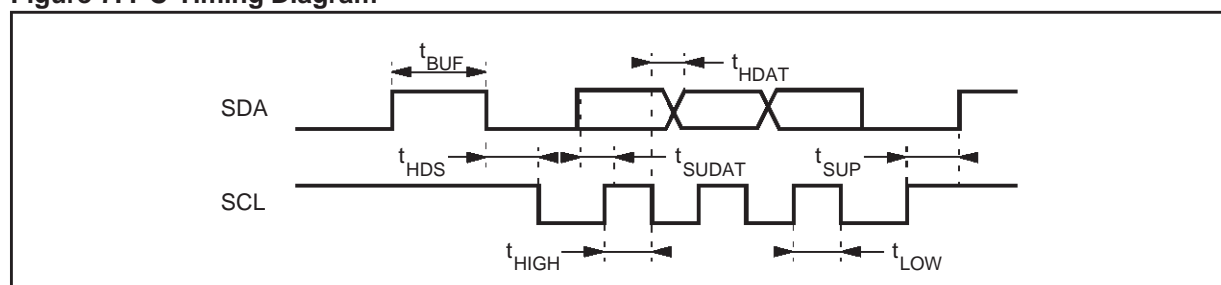 Figure 7. I²C Timing Diagram
tBUF
tHDAT
SDA
tHDS
tSUDAT
tSUP
SCL
tHIGH
tLOW